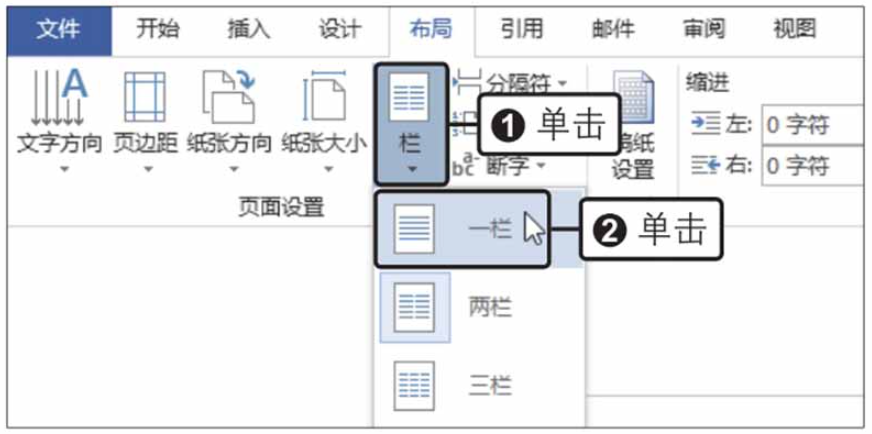 文件 开始 插入 设计 布局 引用 邮件 审阅 视图
分隔符 缩进
❶ 单击 左: 0 字符
文字方向 页边距 纸张方向 纸张大小 栏 稿纸
断字 设置 右: 0 字符
页面设置
一栏 ❷ 单击
两栏
三栏